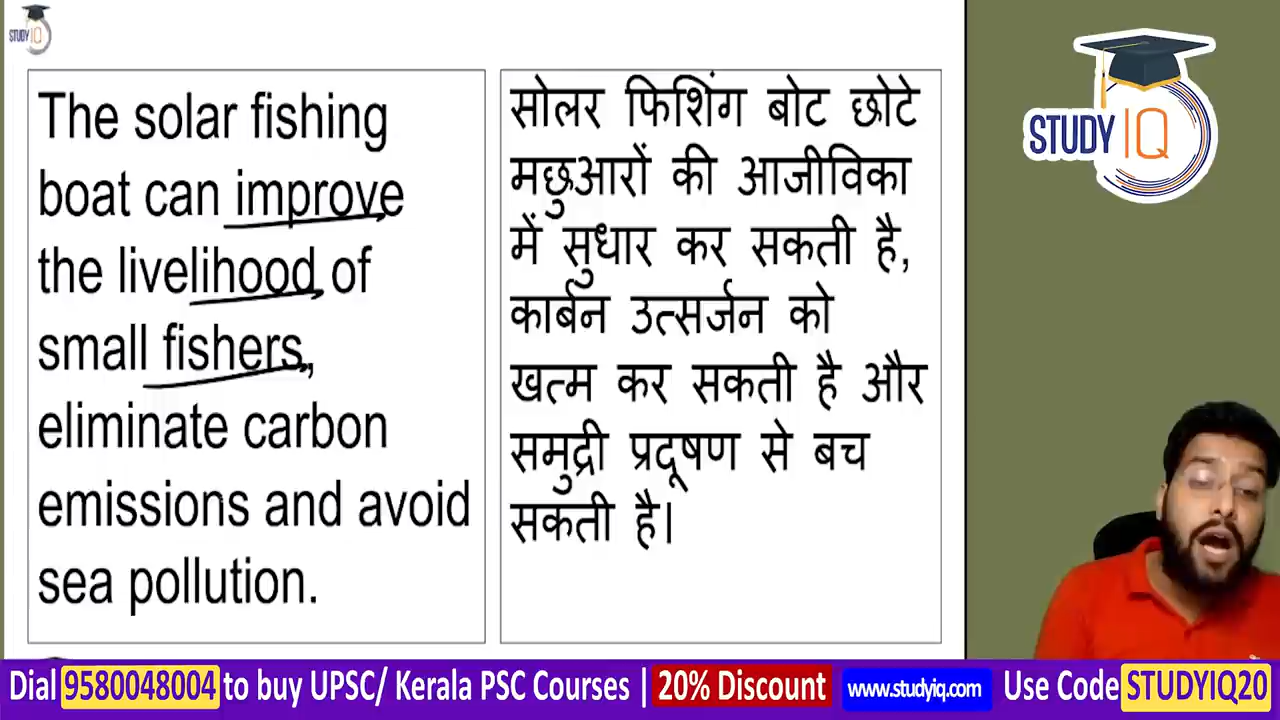 STUDY IQ
The solar fishing
boat can improve
the livelihood of
small fishers,
eliminate carbon
emissions and avoid
sea pollution.
सोलर फिशिंग बोट छोटे
मछुआरों की आजीविका
में सुधार कर सकती है,
कार्बन उत्सर्जन को
खत्म कर सकती है और
समुद्री प्रदूषण से बच
सकती है।
STUDY IQ
Dial 9580048004 to buy UPSC/ Kerala PSC Courses | 20% Discount www.studyiq.com Use Code STUDYIQ20